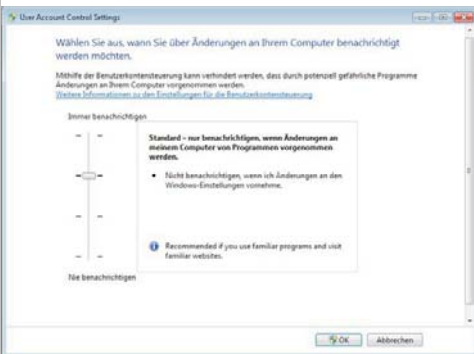 User Account Control Settings
Wählen Sie aus, wann Sie über Änderungen an Ihrem Computer benachrichtigt
werden möchten.
Mithilfe der Benutzerkontensteuerung kann verhindert werden, dass durch potenziell gefährliche Programme
Änderungen an Ihrem Computer vorgenommen werden.
Weitere Informationen zu den Einstellungen für die Benutzerkontensteuerung
Immer benachrichtigen
Standard – nur benachrichtigen, wenn Änderungen an
meinem Computer von Programmen vorgenommen
werden.
• Nicht benachrichtigen, wenn ich Änderungen an den
Windows-Einstellungen vornehme.
Recommended if you use familiar programs and visit
familiar websites.
Nie benachrichtigen
OK Abbrechen